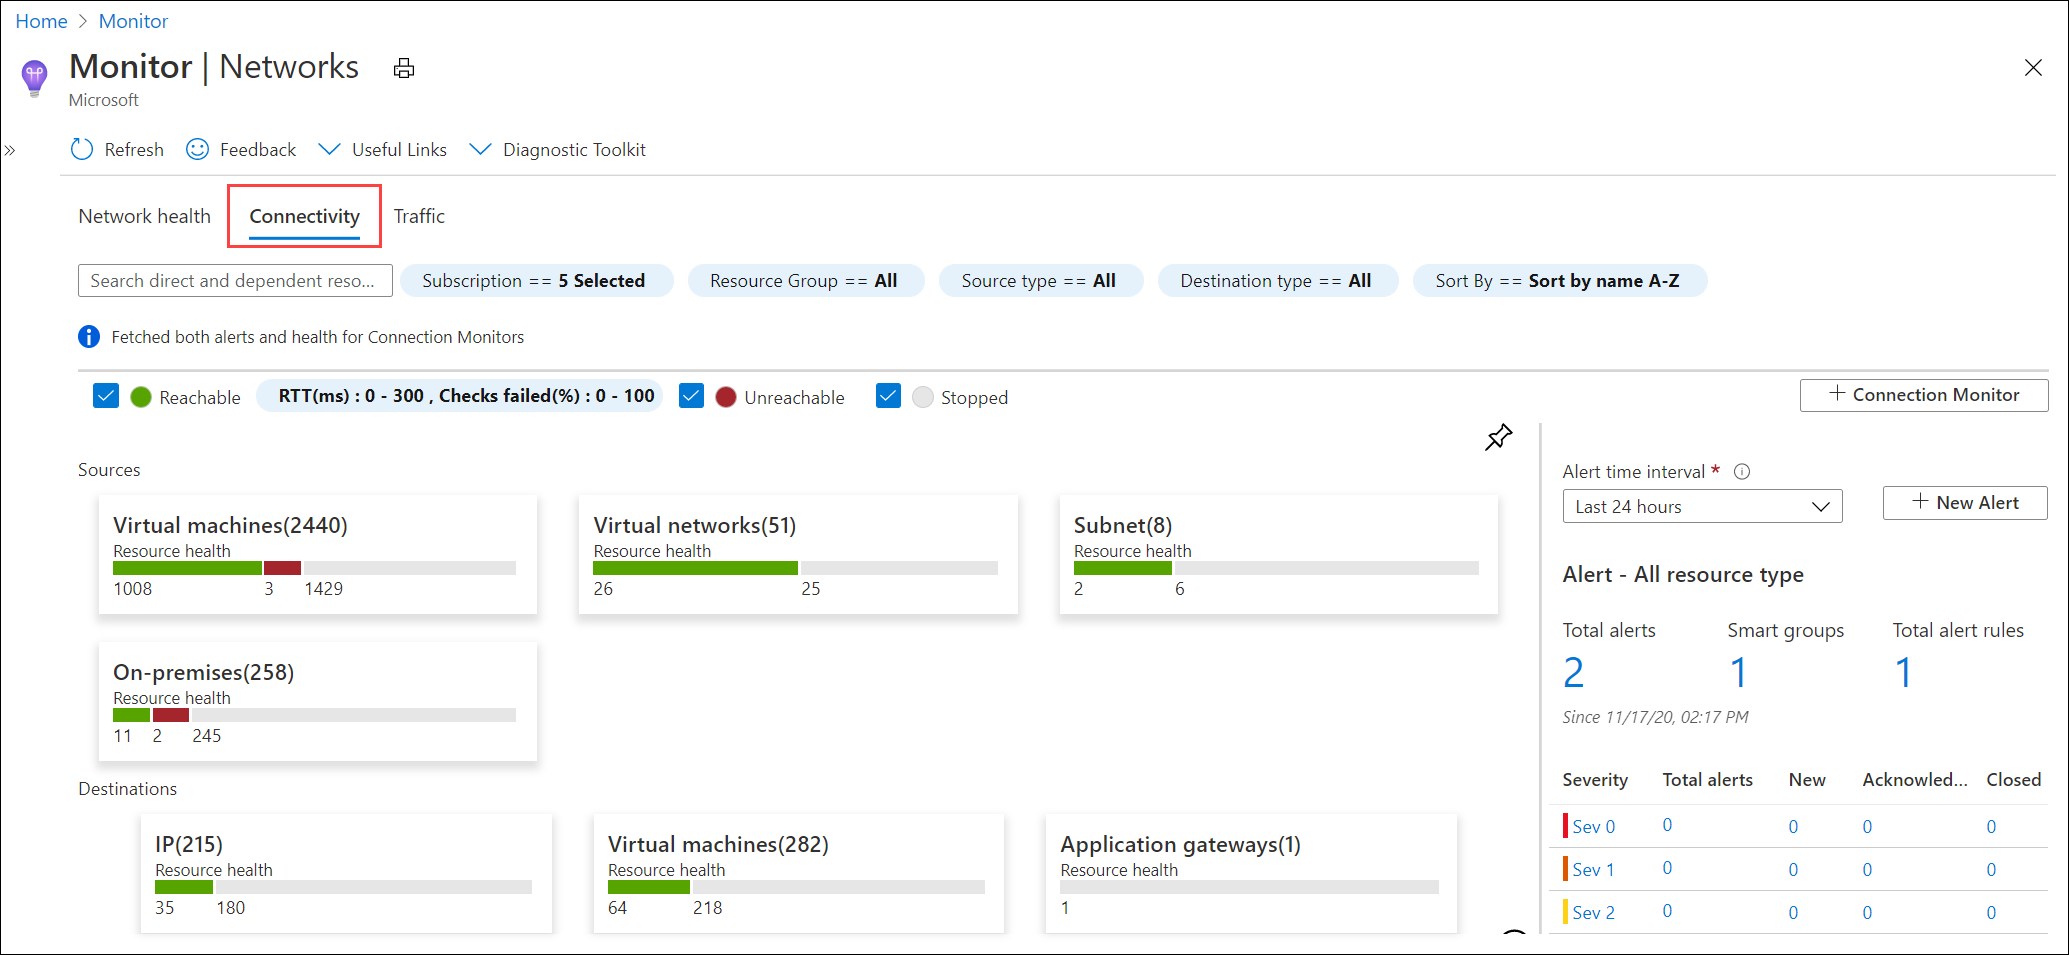 Home > Monitor
Monitor | Networks
Microsoft
» Refresh Feedback Useful Links Diagnostic Toolkit
Network health Connectivity Traffic
Search direct and dependent reso... Subscription == 5 Selected Resource Group == All Source type == All Destination type == All Sort By == Sort by name A-Z
Fetched both alerts and health for Connection Monitors
Reachable RTT(ms) : 0 - 300 , Checks failed(%) : 0 - 100 Unreachable Stopped + Connection Monitor
Sources
Virtual machines(2440)
Resource health
1008 3 1429
Virtual networks(51)
Resource health
26 25
Subnet(8)
Resource health
2 6
On-premises(258)
Resource health
11 2 245
Destinations
IP(215)
Resource health
35 180
Virtual machines(282)
Resource health
64 218
Application gateways(1)
Resource health
1
Alert time interval *
Last 24 hours + New Alert
Alert - All resource type
Total alerts Smart groups Total alert rules
2 1 1
Since 11/17/20, 02:17 PM
Severity Total alerts New Acknowled... Closed
Sev 0 0 0 0 0
Sev 1 0 0 0 0
Sev 2 0 0 0 0